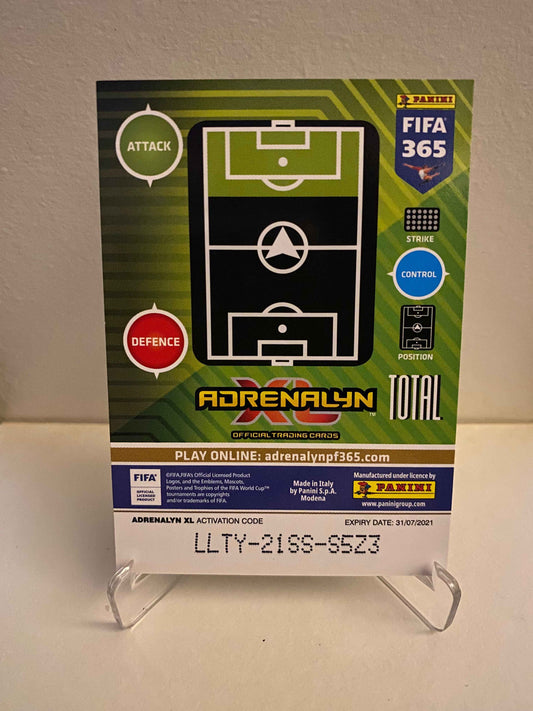 PANINI
FIFA
365
ATTACK
STRIKE
CONTROL
DEFENCE
POSITION
ADRENALYN
XL™
OFFICIAL TRADING CARDS
TOTAL
PLAY ONLINE: adrenalynpf365.com
FIFA
OFFICIAL
LICENSED
PRODUCT
©FIFA, FIFA's Official Licensed Product
Logos, and the Emblems, Mascots,
Posters and Trophies of the FIFA World Cup™
tournaments are copyrights
and/or trademarks of FIFA.
Made in Italy
by Panini S.p.A.
Modena
Manufactured under licence by
PANINI
www.paninigroup.com
ADRENALYN XL ACTIVATION CODE
EXPIRY DATE: 31/07/2021
LLTY-21SS-S5Z3